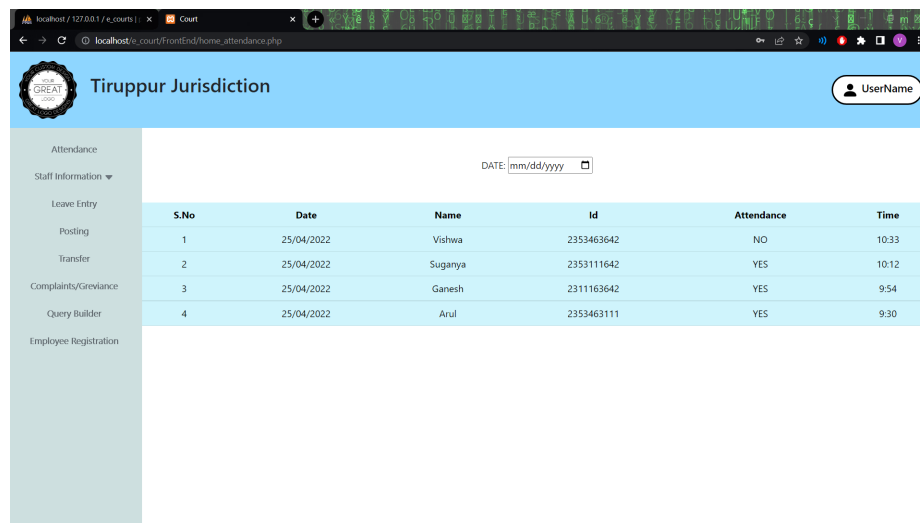 localhost / 127.0.0.1 / e_courts |
Court
localhost/e_court/FrontEnd/home_attendance.php
V
YOUR
GREAT
LOGO
Tiruppur Jurisdiction
UserName
Attendance
Staff Information
Leave Entry
Posting
Transfer
Complaints/Greviance
Query Builder
Employee Registration
DATE: mm/dd/yyyy
S.No Date Name Id Attendance Time
1 25/04/2022 Vishwa 2353463642 NO 10:33
2 25/04/2022 Suganya 2353111642 YES 10:12
3 25/04/2022 Ganesh 2311163642 YES 9:54
4 25/04/2022 Arul 2353463111 YES 9:30